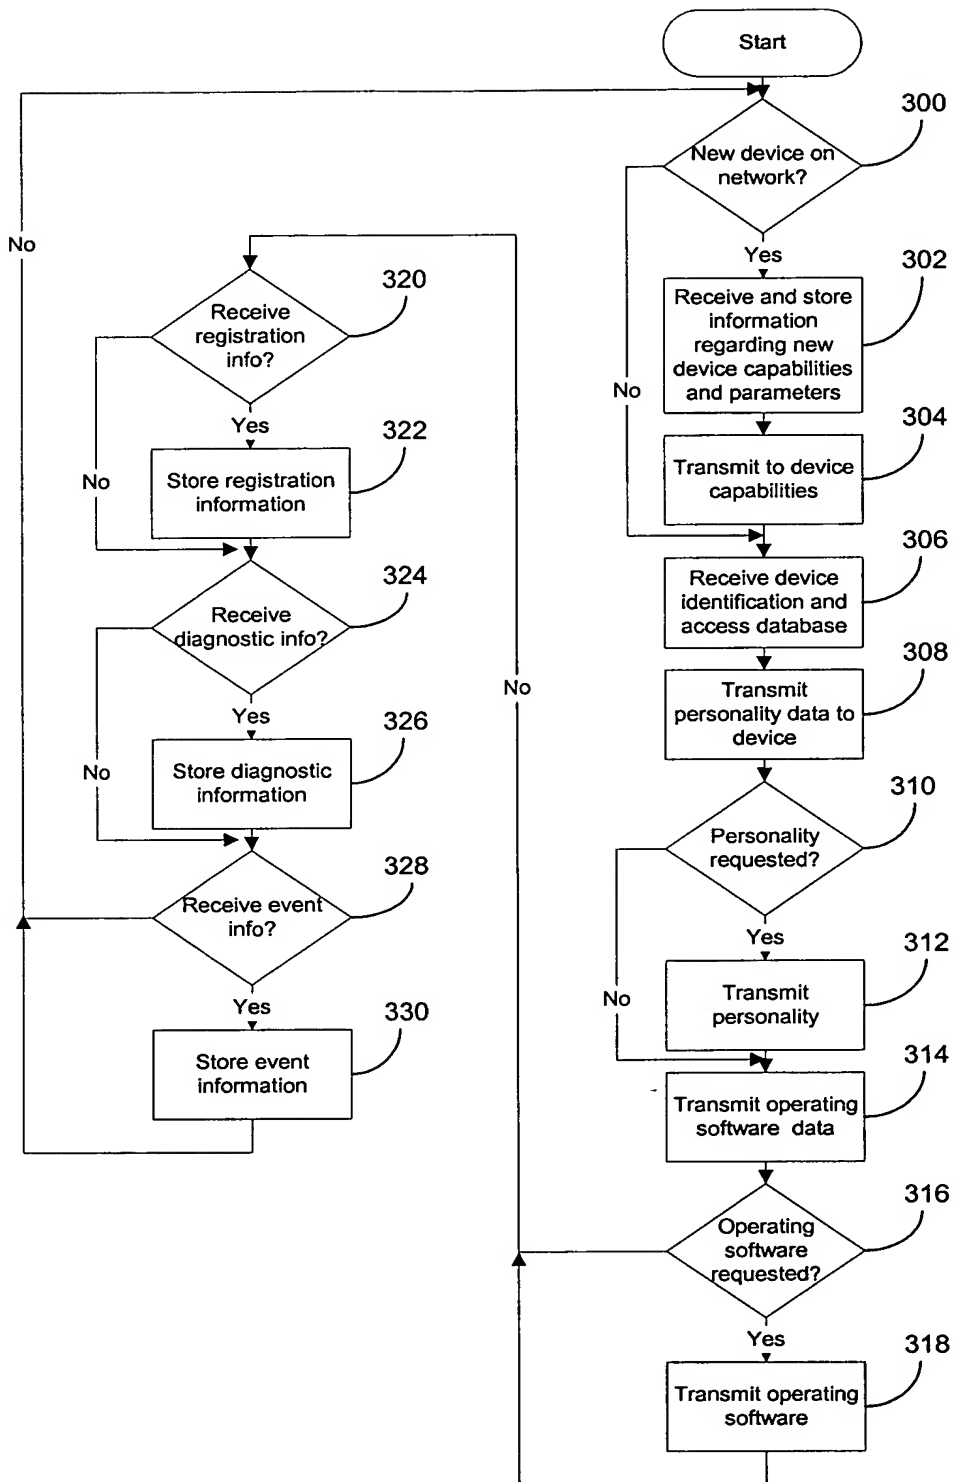 Start
300
New device on
network?
Yes
No
302
Receive and store
information
regarding new
device capabilities
and parameters
304
Transmit to device
capabilities
306
Receive device
identification and
access database
308
Transmit
personality data to
device
310
Personality
requested?
Yes
No
312
Transmit
personality
314
Transmit operating
software data
316
Operating
software
requested?
Yes
No
318
Transmit operating
software
320
Receive
registration
info?
Yes
No
322
Store registration
information
324
Receive
diagnostic info?
Yes
No
326
Store diagnostic
information
328
Receive event
info?
Yes
No
330
Store event
information